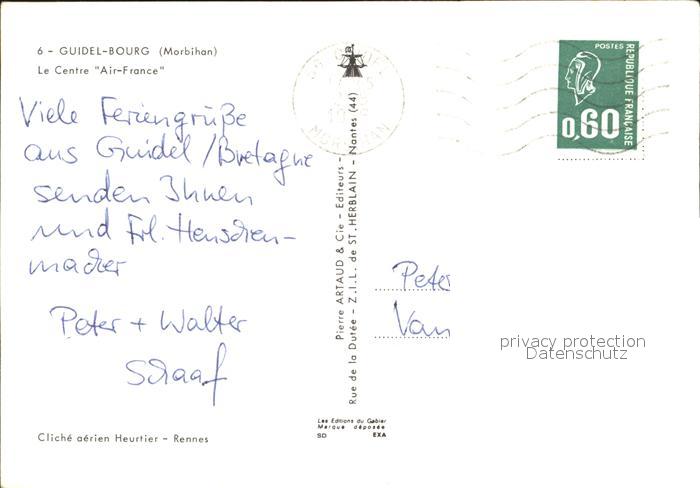 6 - GUIDEL-BOURG (Morbihan)
Le Centre "Air-France"
Viele Feriengrüße
aus Guidel/Bretagne
senden Ihnen
und Frl. Henschen-
macher
Peter + Walter
Schaaf
Cliché aérien Heurtier - Rennes
Pierre ARTAUD & Cie - Editeurs -
Rue de la Dutée - Z.I.L. de ST. HERBLAIN - Nantes (44)
Les Editions du Gabier
Marque déposée
SD EXA
MORBIHAN
POSTES
REPUBLIQUE FRANÇAISE
0,60
Peter
Van
privacy protection
Datenschutz